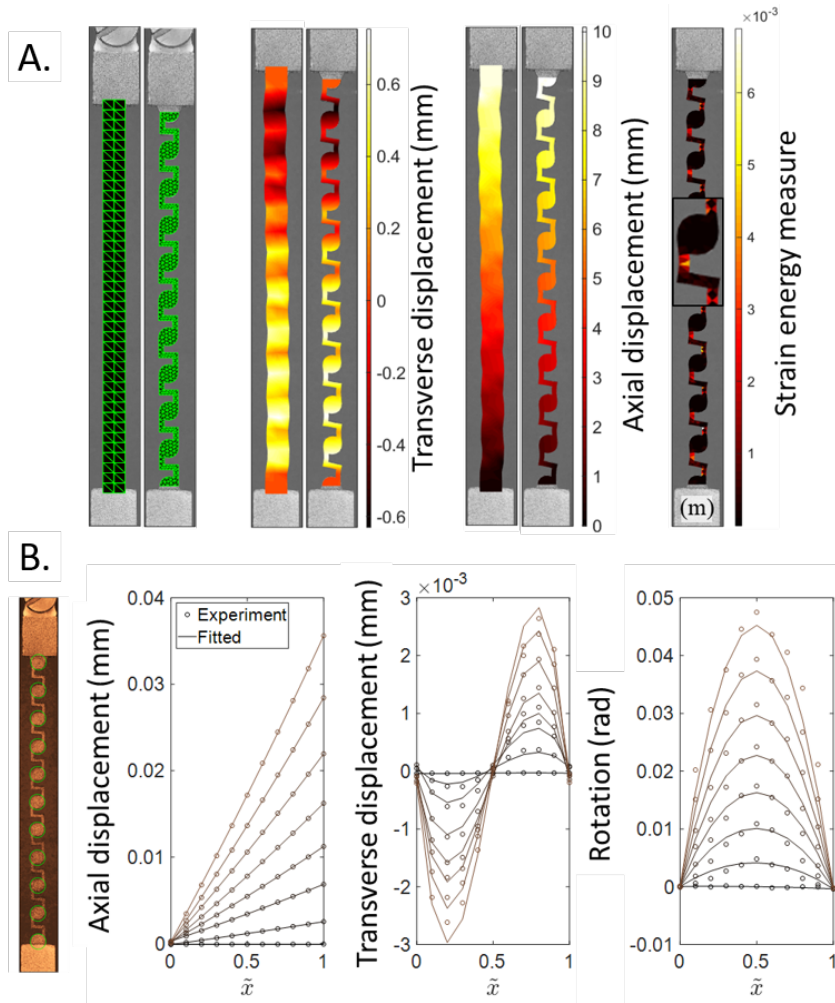 A.
0.6
0.4
0.2
0
-0.2
-0.4
-0.6
Transverse displacement (mm)
10
9
8
7
6
5
4
3
2
1
0
Axial displacement (mm)
×10⁻³
6
5
4
3
2
1
Strain energy measure
(m)
B.
Axial displacement (mm)
0.04
0.03
0.02
0.01
0
Experiment
Fitted
0 0.5 1
x̃
Transverse displacement (mm)
×10⁻³
3
2
1
0
-1
-2
-3
0 0.5 1
x̃
Rotation (rad)
0.05
0.04
0.03
0.02
0.01
0
-0.01
0 0.5 1
x̃